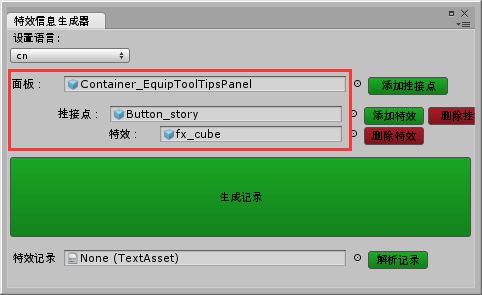 特效信息生成器
设置语言:
cn
面板: Container_EquipToolTipsPanel 添加挂接点
挂接点: Button_story 添加特效 删除挂
特效: fx_cube 删除特效
生成记录
特效记录 None (TextAsset) 解析记录